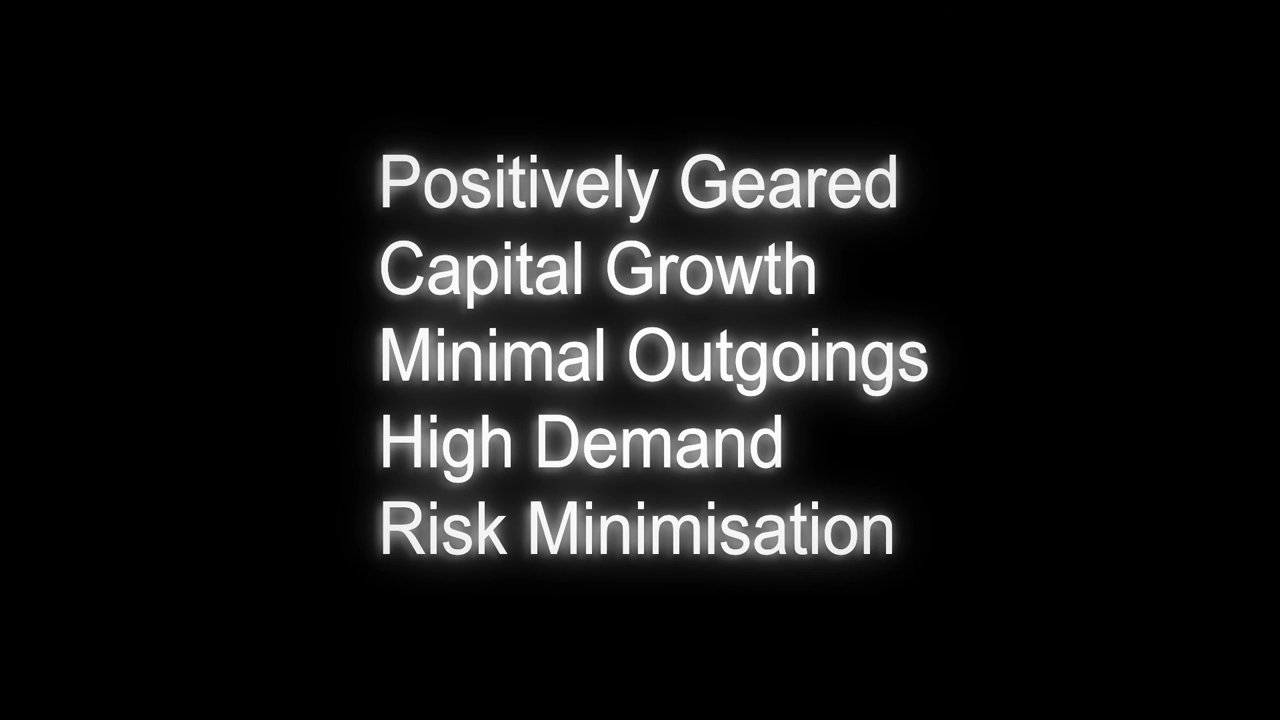 Positively Geared
Capital Growth
Minimal Outgoings
High Demand
Risk Minimisation